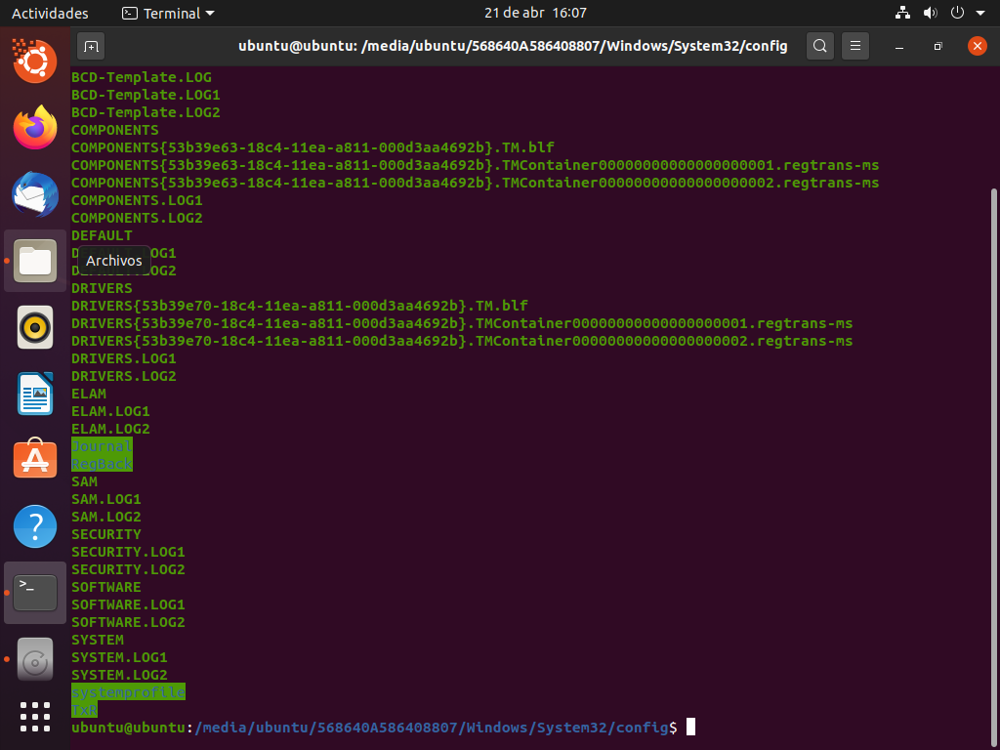 Actividades
Terminal
21 de abr 16:07
ubuntu@ubuntu: /media/ubuntu/568640A586408807/Windows/System32/config
BCD-Template.LOG
BCD-Template.LOG1
BCD-Template.LOG2
COMPONENTS
COMPONENTS{53b39e63-18c4-11ea-a811-000d3aa4692b}.TM.blf
COMPONENTS{53b39e63-18c4-11ea-a811-000d3aa4692b}.TMContainer00000000000000000001.regtrans-ms
COMPONENTS{53b39e63-18c4-11ea-a811-000d3aa4692b}.TMContainer00000000000000000002.regtrans-ms
COMPONENTS.LOG1
COMPONENTS.LOG2
DEFAULT
Archivos
DRIVERS
DRIVERS{53b39e70-18c4-11ea-a811-000d3aa4692b}.TM.blf
DRIVERS{53b39e70-18c4-11ea-a811-000d3aa4692b}.TMContainer00000000000000000001.regtrans-ms
DRIVERS{53b39e70-18c4-11ea-a811-000d3aa4692b}.TMContainer00000000000000000002.regtrans-ms
DRIVERS.LOG1
DRIVERS.LOG2
ELAM
ELAM.LOG1
ELAM.LOG2
Journal
RegBack
SAM
SAM.LOG1
SAM.LOG2
SECURITY
SECURITY.LOG1
SECURITY.LOG2
SOFTWARE
SOFTWARE.LOG1
SOFTWARE.LOG2
SYSTEM
SYSTEM.LOG1
SYSTEM.LOG2
systemprofile
TxR
ubuntu@ubuntu:/media/ubuntu/568640A586408807/Windows/System32/config$